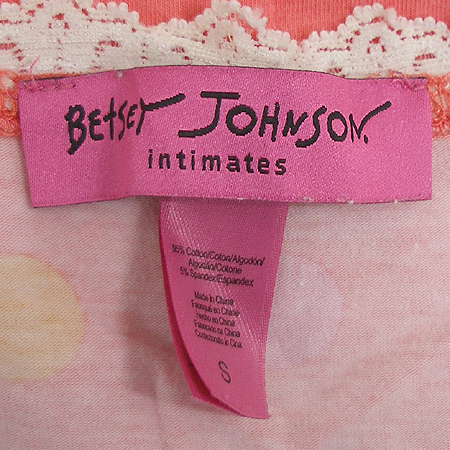 BETSEY JOHNSON.
intimates
95% Cotton/Coton/Algodón/
Algodão/Cotone
5% Spandex/Espandex
Made in China
Fabriqué en China
Hecho en China
Fabricado na China
Confezionato in Cina
S